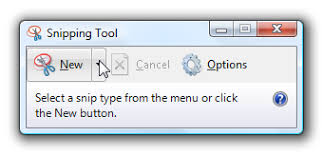 Snipping Tool
New Cancel Options
Select a snip type from the menu or click
the New button.
?